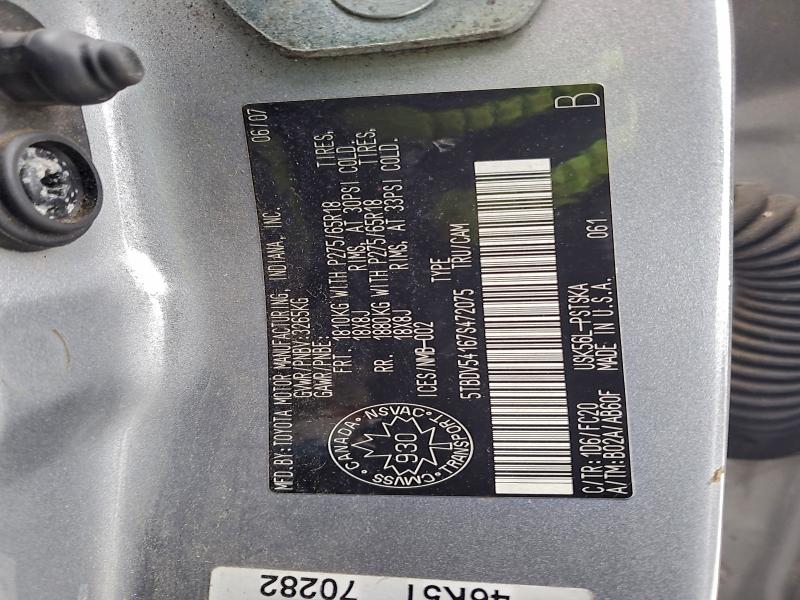 MFD.BY:TOYOTA MOTOR MANUFACTURING, INDIANA, INC. 06/07
GVWR/PNBV:3265KG
GAWR/PNBE:
FRT. 1810KG WITH P275/65R18 TIRES,
18X8J RIMS, AT 30PSI COLD.
RR. 1880KG WITH P275/65R18 TIRES,
18X8J RIMS, AT 33PSI COLD.
ICES/NMB-002 TYPE
5TBDV54167S472075 TRU/CAM
CANADA • NSVAC • TRANSPORT • CMVSS •
930
C/TR:1D6/FC20 USK56L-PSTSKA 061
A/TM:B02A/AB60F MADE IN U.S.A. B
46K51
70282